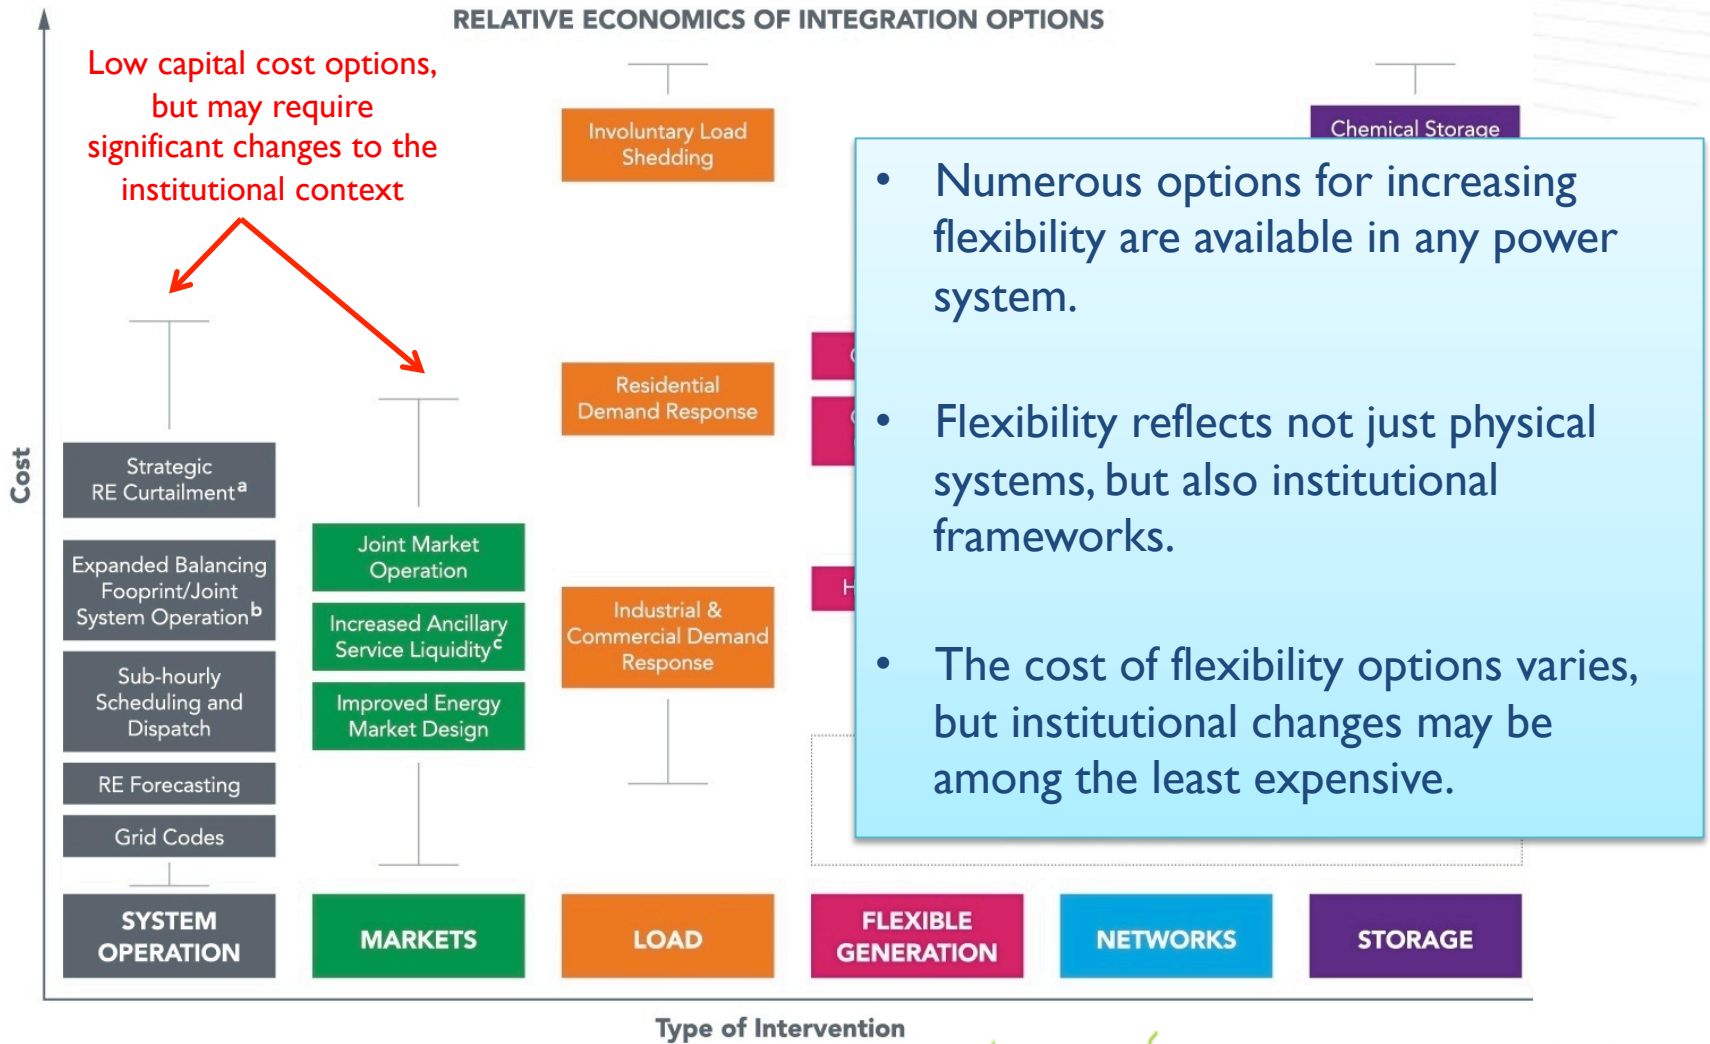 RELATIVE ECONOMICS OF INTEGRATION OPTIONS
Low capital cost options,
but may require
significant changes to the
institutional context
Cost
Strategic
RE Curtailmentª
Expanded Balancing
Fooprint/Joint
System Operationᵇ
Sub-hourly
Scheduling and
Dispatch
RE Forecasting
Grid Codes
SYSTEM
OPERATION
Joint Market
Operation
Increased Ancillary
Service Liquidityᶜ
Improved Energy
Market Design
MARKETS
Involuntary Load
Shedding
Residential
Demand Response
Industrial &
Commercial Demand
Response
LOAD
FLEXIBLE
GENERATION
NETWORKS
Chemical Storage
STORAGE
• Numerous options for increasing
flexibility are available in any power
system.
• Flexibility reflects not just physical
systems, but also institutional
frameworks.
• The cost of flexibility options varies,
but institutional changes may be
among the least expensive.
Type of Intervention